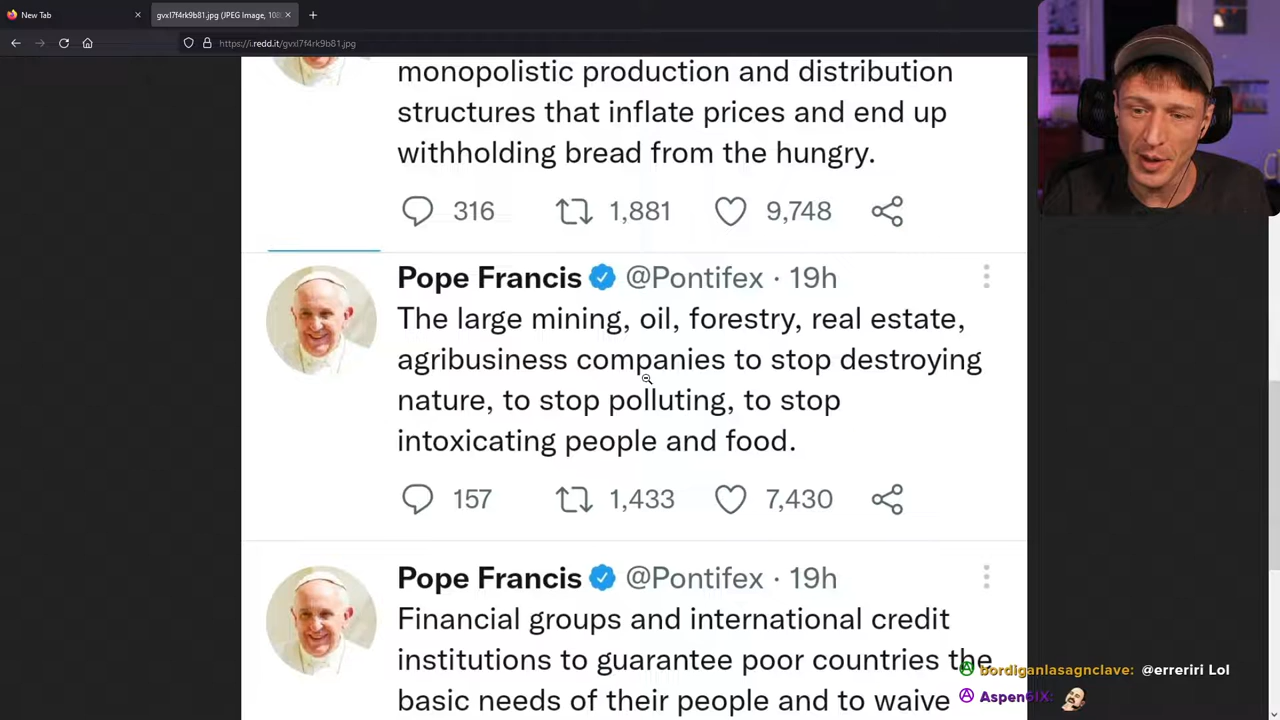 New Tab
gvxl7f4rk9b81.jpg (JPEG Image, 108
https://i.redd.it/gvxl7f4rk9b81.jpg
monopolistic production and distribution
structures that inflate prices and end up
withholding bread from the hungry.
316 1,881 9,748
Pope Francis @Pontifex · 19h
The large mining, oil, forestry, real estate,
agribusiness companies to stop destroying
nature, to stop polluting, to stop
intoxicating people and food.
157 1,433 7,430
Pope Francis @Pontifex · 19h
Financial groups and international credit
institutions to guarantee poor countries the
basic needs of their people and to waive
bordiganlasagnclave: @erreriri Lol
AspenGIX: